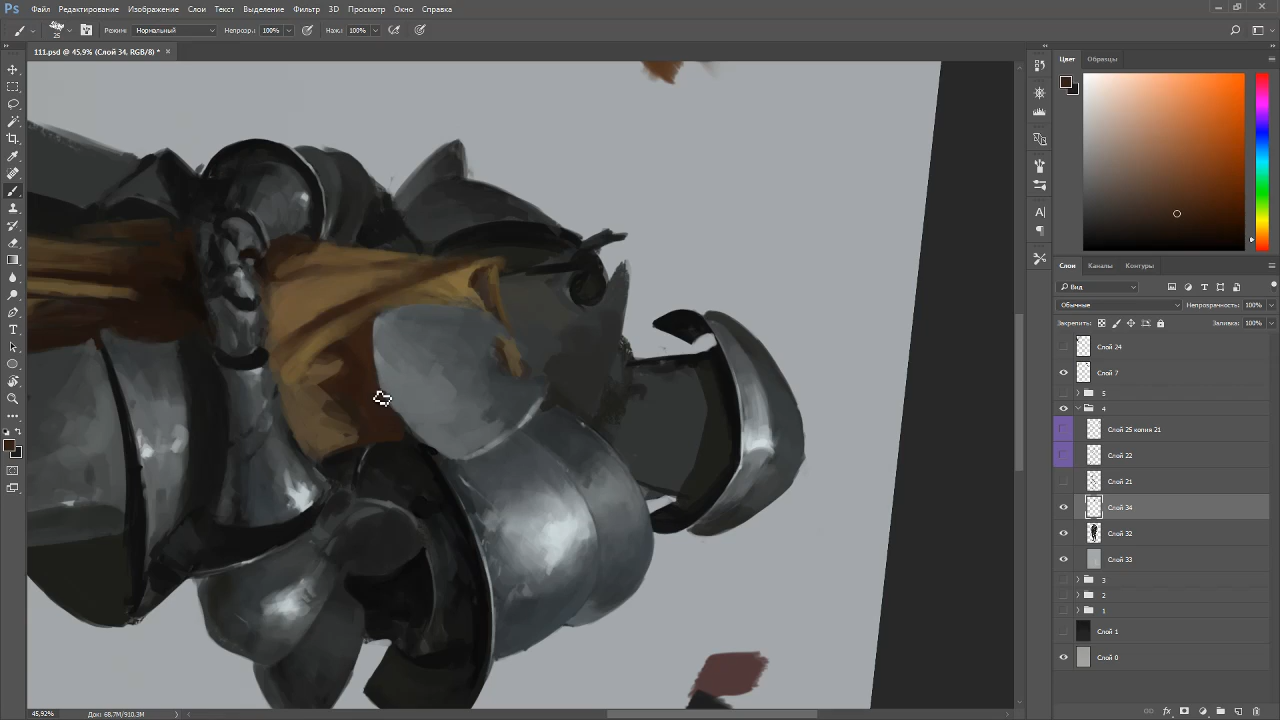 Ps Файл Редактирование Изображение Слои Текст Выделение Фильтр 3D Просмотр Окно Справка
25 Режим: Нормальный Непрозр.: 100% Наж.: 100%
111.psd @ 45,9% (Слой 34, RGB/8) * ×
Цвет Образцы
Слои Каналы Контуры
Вид
Обычные Непрозрачность: 100%
Закрепить: Заливка: 100%
Слой 24
Слой 7
5
4
Слой 25 копия 21
Слой 22
Слой 21
Слой 34
Слой 32
Слой 33
3
2
1
Слой 1
Слой 0
45,92% Док: 68,7M/910,3M